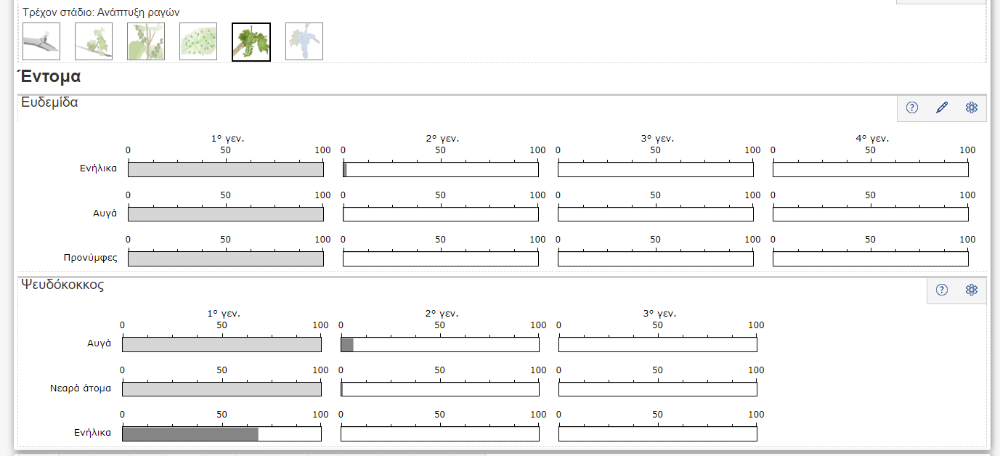 Τρέχον στάδιο: Ανάπτυξη ραγών
Έντομα
Ευδεμίδα
1° γεν. 2° γεν. 3° γεν. 4° γεν.
0 50 100 0 50 100 0 50 100 0 50 100
Ενήλικα
0 50 100 0 50 100 0 50 100 0 50 100
Αυγά
0 50 100 0 50 100 0 50 100 0 50 100
Προνύμφες
Ψευδόκοκκος
1° γεν. 2° γεν. 3° γεν.
0 50 100 0 50 100 0 50 100
Αυγά
0 50 100 0 50 100 0 50 100
Νεαρά άτομα
0 50 100 0 50 100 0 50 100
Ενήλικα